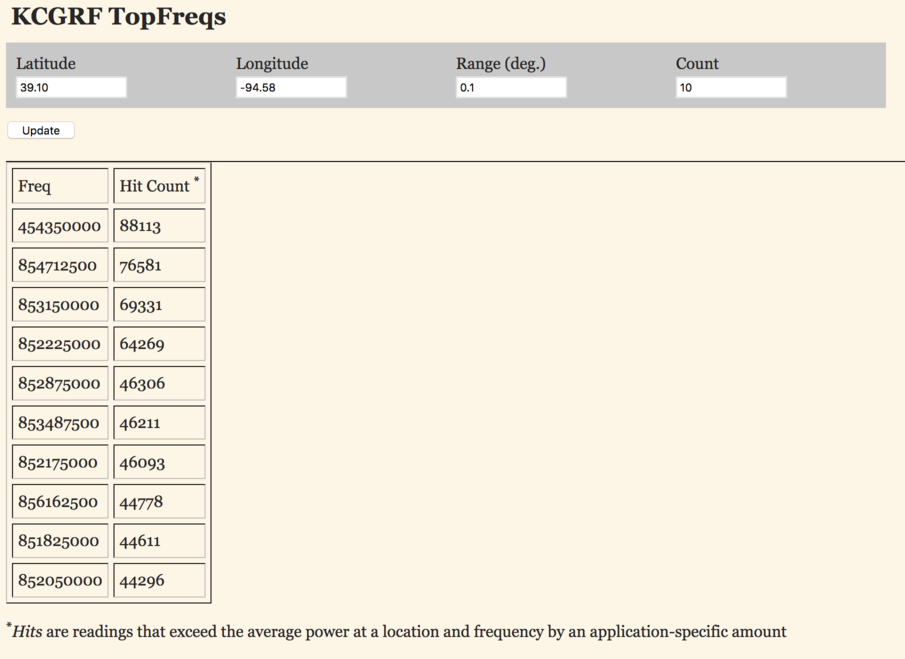 KCGRF TopFreqs
Latitude Longitude Range (deg.) Count
39.10 -94.58 0.1 10
Update
Freq Hit Count *
454350000 88113
854712500 76581
853150000 69331
852225000 64269
852875000 46306
853487500 46211
852175000 46093
856162500 44778
851825000 44611
852050000 44296
*Hits are readings that exceed the average power at a location and frequency by an application-specific amount